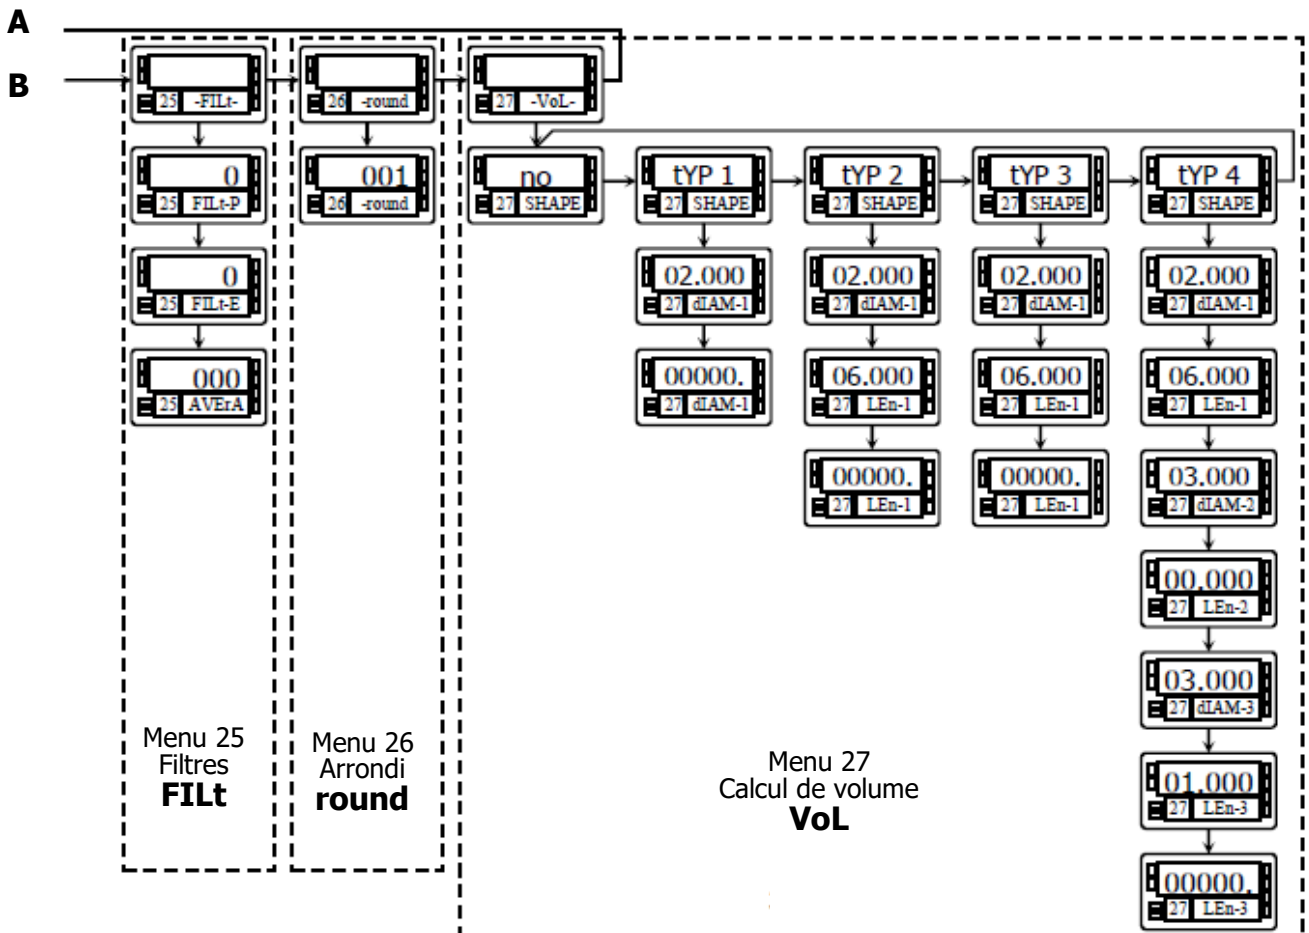 A
B
25 -FILt-
26 -round
27 -VoL-
0
25 FILt-P
001
26 -round
no
27 SHAPE
tYP 1
27 SHAPE
tYP 2
27 SHAPE
tYP 3
27 SHAPE
tYP 4
27 SHAPE
0
25 FILt-E
02.000
27 dIAM-1
02.000
27 dIAM-1
02.000
27 dIAM-1
02.000
27 dIAM-1
000
25 AVErA
00000.
27 dIAM-1
06.000
27 LEn-1
06.000
27 LEn-1
06.000
27 LEn-1
00000.
27 LEn-1
00000.
27 LEn-1
03.000
27 dIAM-2
00.000
27 LEn-2
03.000
27 dIAM-3
01.000
27 LEn-3
00000.
27 LEn-3
Menu 25
Filtres
FILt
Menu 26
Arrondi
round
Menu 27
Calcul de volume
VoL